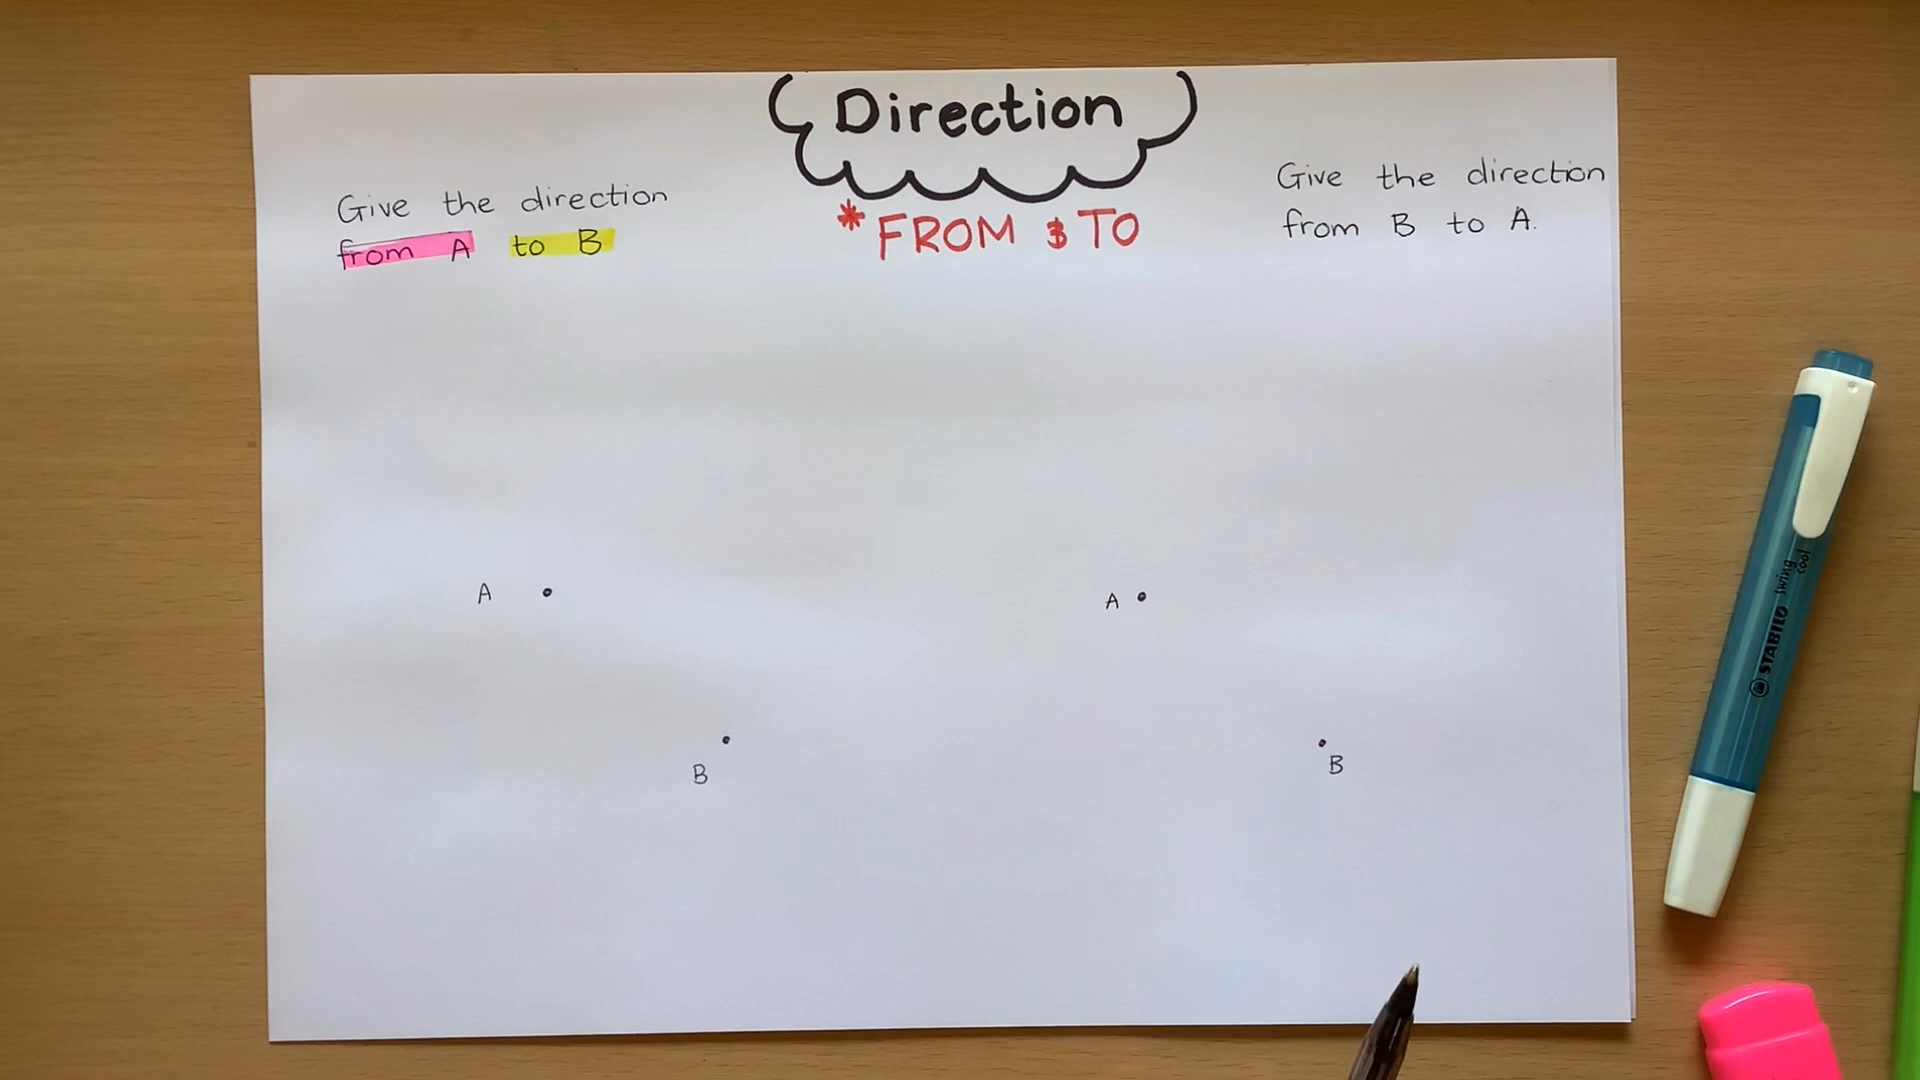 Direction
* FROM & TO
Give the direction
from A to B
Give the direction
from B to A.
A
B
A
B
STABILO swing cool